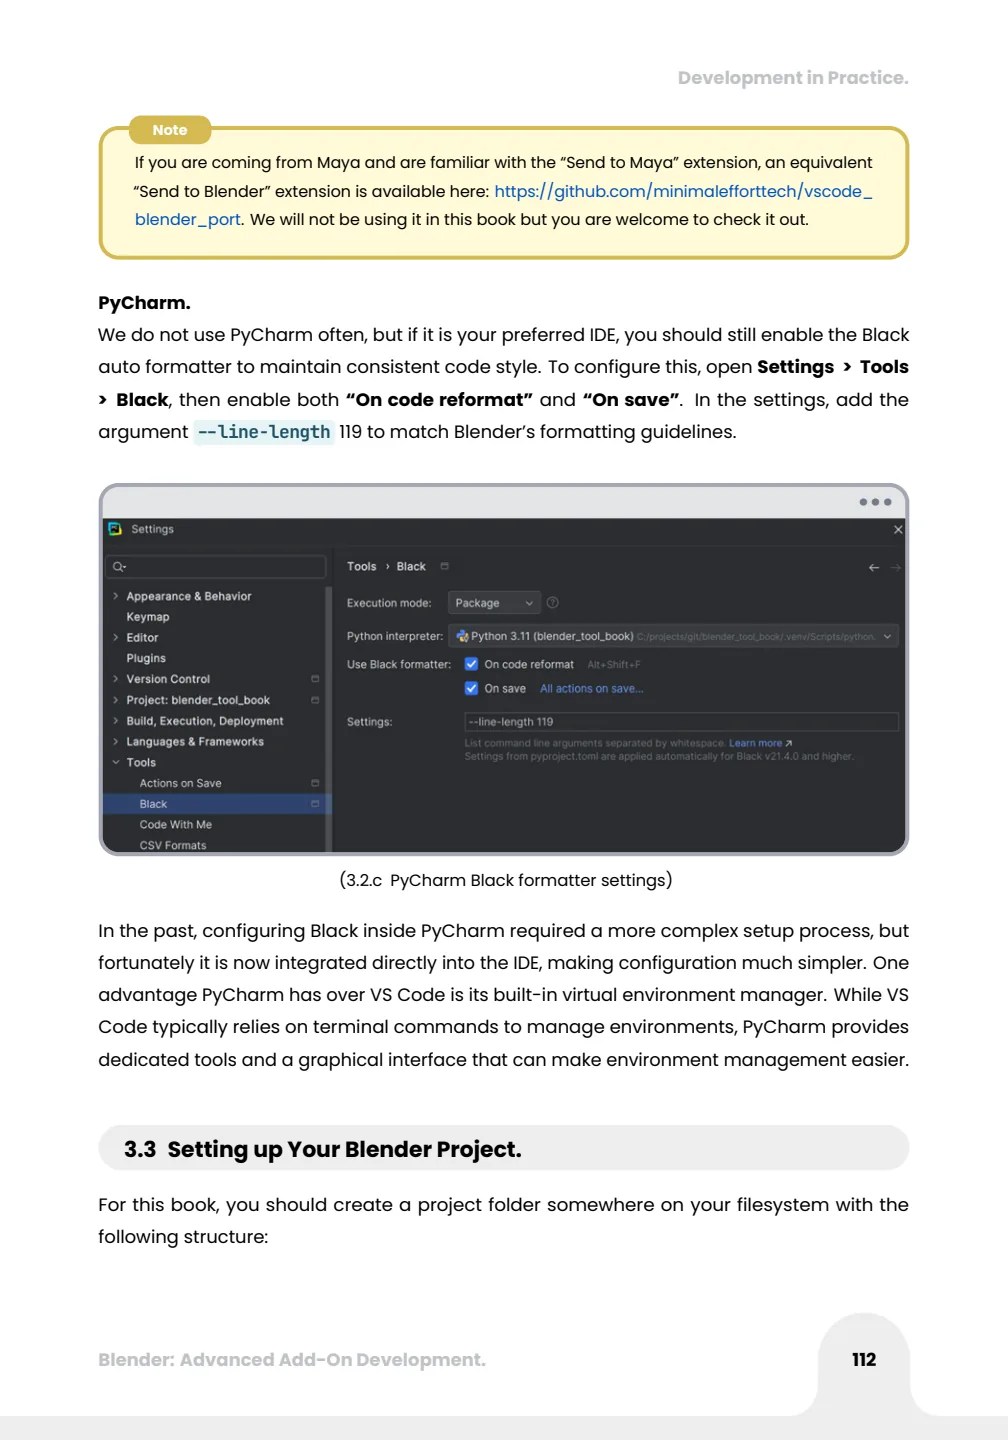 Development in Practice.
Note
If you are coming from Maya and are familiar with the “Send to Maya” extension, an equivalent
“Send to Blender” extension is available here: https://github.com/minimalefforttech/vscode_
blender_port. We will not be using it in this book but you are welcome to check it out.
PyCharm.
We do not use PyCharm often, but if it is your preferred IDE, you should still enable the Black
auto formatter to maintain consistent code style. To configure this, open Settings > Tools
> Black, then enable both “On code reformat” and “On save”. In the settings, add the
argument --line-length 119 to match Blender’s formatting guidelines.
Settings
Tools › Black
Execution mode: Package
Python interpreter: Python 3.11 (blender_tool_book) C:/projects/git/blender_tool_book/.venv/Scripts/python.
Use Black formatter: On code reformat Alt+Shift+F
On save All actions on save...
Settings: --line-length 119
List command line arguments separated by whitespace. Learn more ↗
Settings from pyproject.toml are applied automatically for Black v21.4.0 and higher.
Appearance & Behavior
Keymap
Editor
Plugins
Version Control
Project: blender_tool_book
Build, Execution, Deployment
Languages & Frameworks
Tools
Actions on Save
Black
Code With Me
CSV Formats
(3.2.c PyCharm Black formatter settings)
In the past, configuring Black inside PyCharm required a more complex setup process, but
fortunately it is now integrated directly into the IDE, making configuration much simpler. One
advantage PyCharm has over VS Code is its built-in virtual environment manager. While VS
Code typically relies on terminal commands to manage environments, PyCharm provides
dedicated tools and a graphical interface that can make environment management easier.
3.3 Setting up Your Blender Project.
For this book, you should create a project folder somewhere on your filesystem with the
following structure:
Blender: Advanced Add-On Development.
112